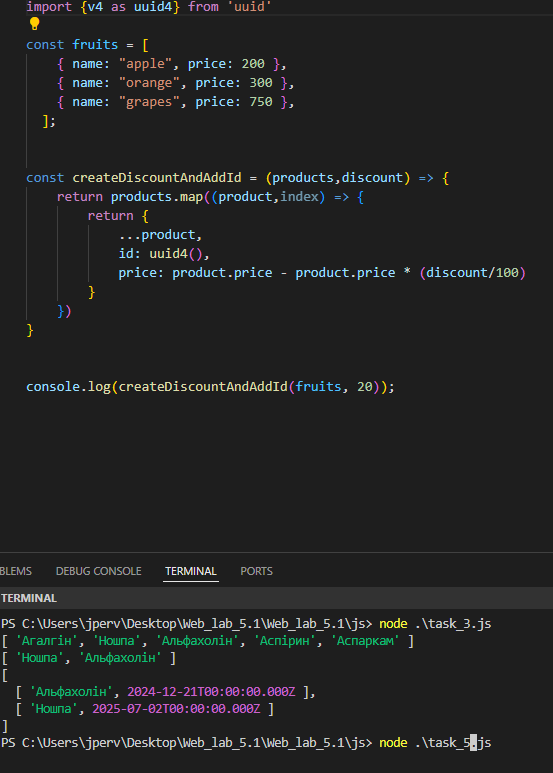 import {v4 as uuid4} from 'uuid'
const fruits = [
{ name: "apple", price: 200 },
{ name: "orange", price: 300 },
{ name: "grapes", price: 750 },
];
const createDiscountAndAddId = (products,discount) => {
return products.map((product,index) => {
return {
...product,
id: uuid4(),
price: product.price - product.price * (discount/100)
}
})
}
console.log(createDiscountAndAddId(fruits, 20));
BLEMS DEBUG CONSOLE TERMINAL PORTS
TERMINAL
PS C:\Users\jperv\Desktop\Web_lab_5.1\Web_lab_5.1\js> node .\task_3.js
[ 'Агалгін', 'Ношпа', 'Альфахолін', 'Аспірин', 'Аспаркам' ]
[ 'Ношпа', 'Альфахолін' ]
[
[ 'Альфахолін', 2024-12-21T00:00:00.000Z ],
[ 'Ношпа', 2025-07-02T00:00:00.000Z ]
]
PS C:\Users\jperv\Desktop\Web_lab_5.1\Web_lab_5.1\js> node .\task_5.js